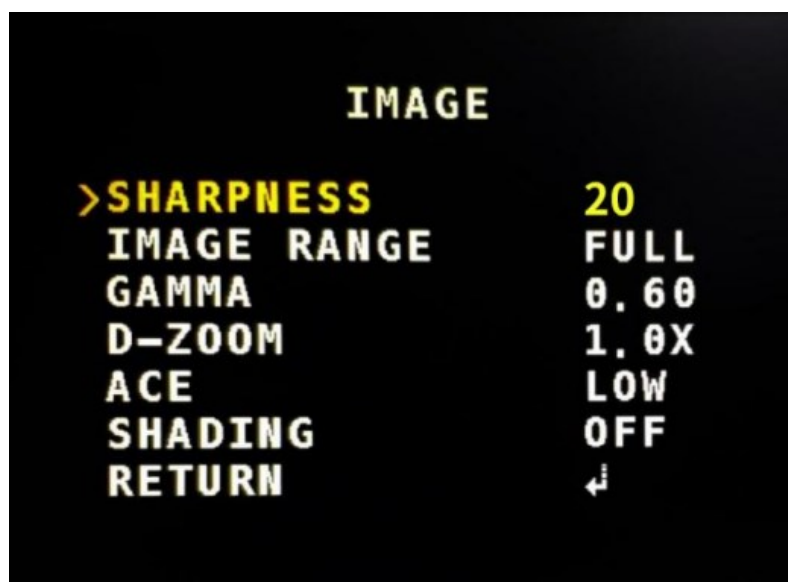 IMAGE
>SHARPNESS 20
IMAGE RANGE FULL
GAMMA 0.60
D-ZOOM 1.0X
ACE LOW
SHADING OFF
RETURN ↲